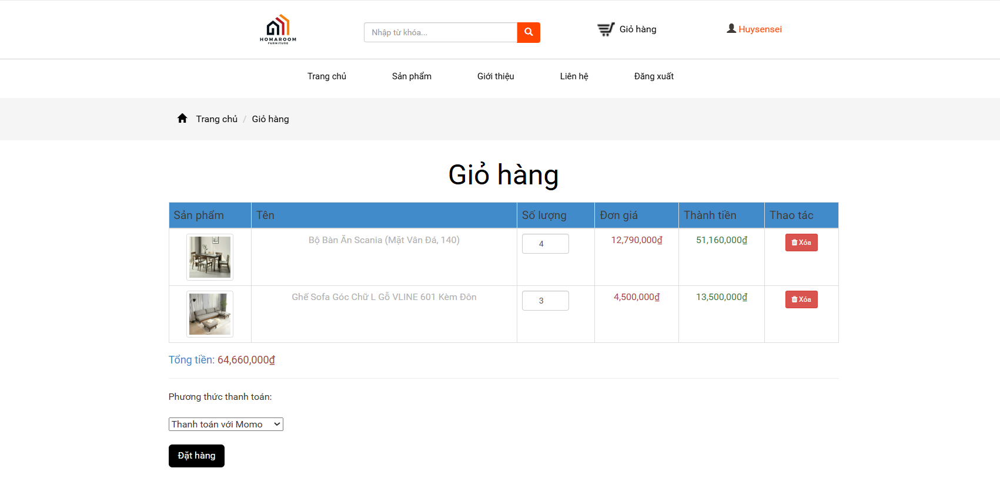 HOMAROOM
FURNITURE
Nhập từ khóa...
Giỏ hàng
Huysensei
Trang chủ Sản phẩm Giới thiệu Liên hệ Đăng xuất
Trang chủ / Giỏ hàng
Giỏ hàng
Sản phẩm Tên Số lượng Đơn giá Thành tiền Thao tác
Bộ Bàn Ăn Scania (Mặt Vân Đá, 140) 4 12,790,000₫ 51,160,000₫ Xóa
Ghế Sofa Góc Chữ L Gỗ VLINE 601 Kèm Đôn 3 4,500,000₫ 13,500,000₫ Xóa
Tổng tiền: 64,660,000₫
Phương thức thanh toán:
Thanh toán với Momo
Đặt hàng